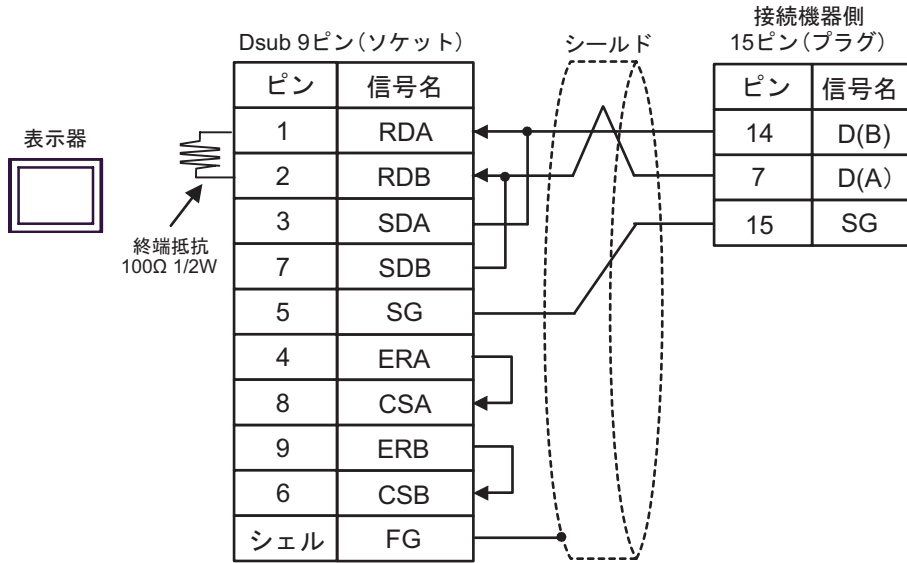 接続機器側
Dsub 9ピン（ソケット）
シールド
15ピン（プラグ）
ピン 信号名
ピン 信号名
表示器
1 RDA
14 D(B)
2 RDB
7 D(A）
3 SDA
15 SG
終端抵抗
100Ω 1/2W
7 SDB
5 SG
4 ERA
8 CSA
9 ERB
6 CSB
シェル FG